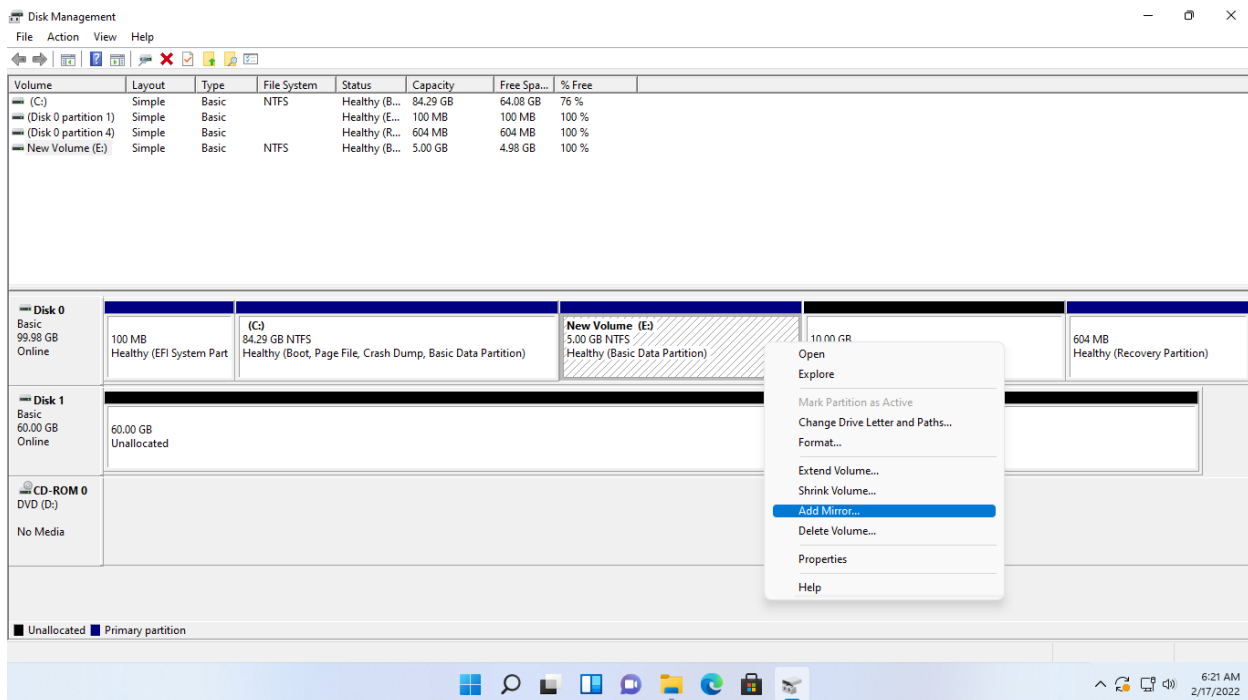 Disk Management
File Action View Help
Volume Layout Type File System Status Capacity Free Spa... % Free
(C:) Simple Basic NTFS Healthy (B... 84.29 GB 64.08 GB 76 %
(Disk 0 partition 1) Simple Basic Healthy (E... 100 MB 100 MB 100 %
(Disk 0 partition 4) Simple Basic Healthy (R... 604 MB 604 MB 100 %
New Volume (E:) Simple Basic NTFS Healthy (B... 5.00 GB 4.98 GB 100 %
Disk 0
Basic
99.98 GB
Online
100 MB
Healthy (EFI System Part
(C:)
84.29 GB NTFS
Healthy (Boot, Page File, Crash Dump, Basic Data Partition)
New Volume (E:)
5.00 GB NTFS
Healthy (Basic Data Partition)
10.00 GB
604 MB
Healthy (Recovery Partition)
Disk 1
Basic
60.00 GB
Online
60.00 GB
Unallocated
CD-ROM 0
DVD (D:)
No Media
Open
Explore
Mark Partition as Active
Change Drive Letter and Paths...
Format...
Extend Volume...
Shrink Volume...
Add Mirror...
Delete Volume...
Properties
Help
Unallocated Primary partition
6:21 AM
2/17/2022